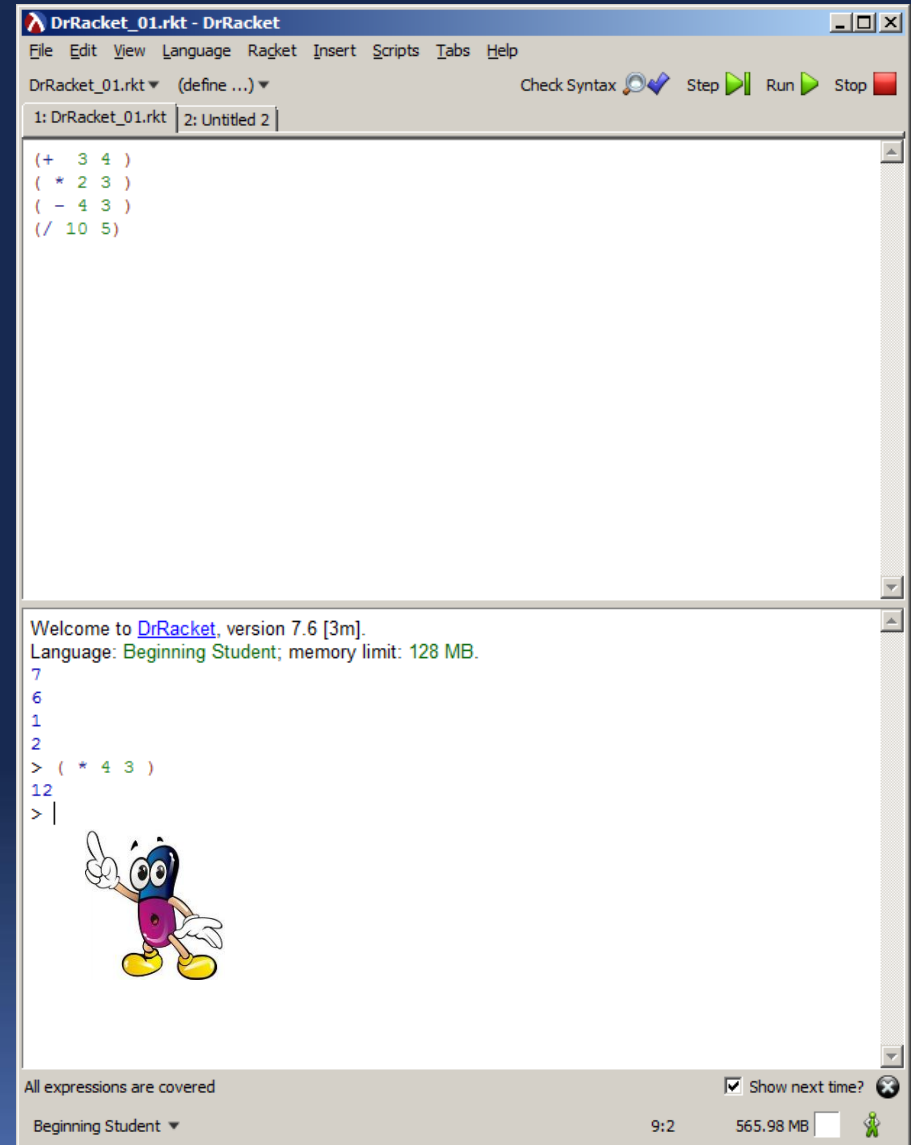 DrRacket_01.rkt - DrRacket
File Edit View Language Racket Insert Scripts Tabs Help
DrRacket_01.rkt (define ...) Check Syntax Step Run Stop
1: DrRacket_01.rkt 2: Untitled 2
(+  3 4 )
( * 2 3 )
( - 4 3 )
(/ 10 5)
Welcome to DrRacket, version 7.6 [3m].
Language: Beginning Student; memory limit: 128 MB.
7
6
1
2
> ( * 4 3 )
12
>
All expressions are covered Show next time?
Beginning Student 9:2 565.98 MB